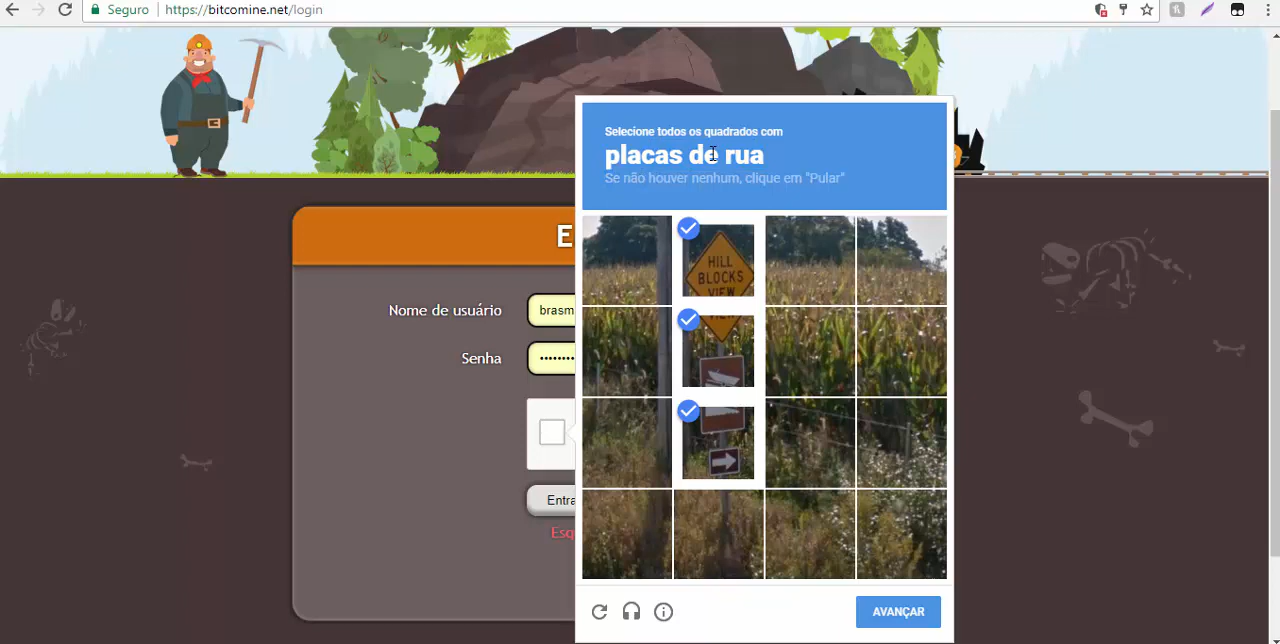 Seguro
https://bitcomine.net/login
Selecione todos os quadrados com
placas de rua
Se não houver nenhum, clique em "Pular"
HILL
BLOCKS
VIEW
Nome de usuário
brasm
Senha
••••••••
Entra
Esq
AVANÇAR